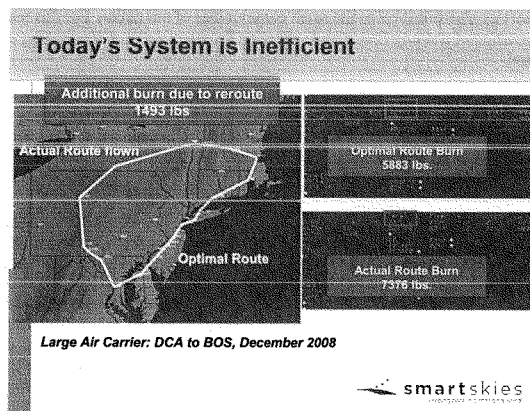 Today's System is Inefficient
Additional burn due to reroute
1493 lbs
Actual Route flown
Optimal Route
Optimal Route Burn
5883 lbs.
Actual Route Burn
7376 lbs.
Large Air Carrier: DCA to BOS, December 2008
smartskies